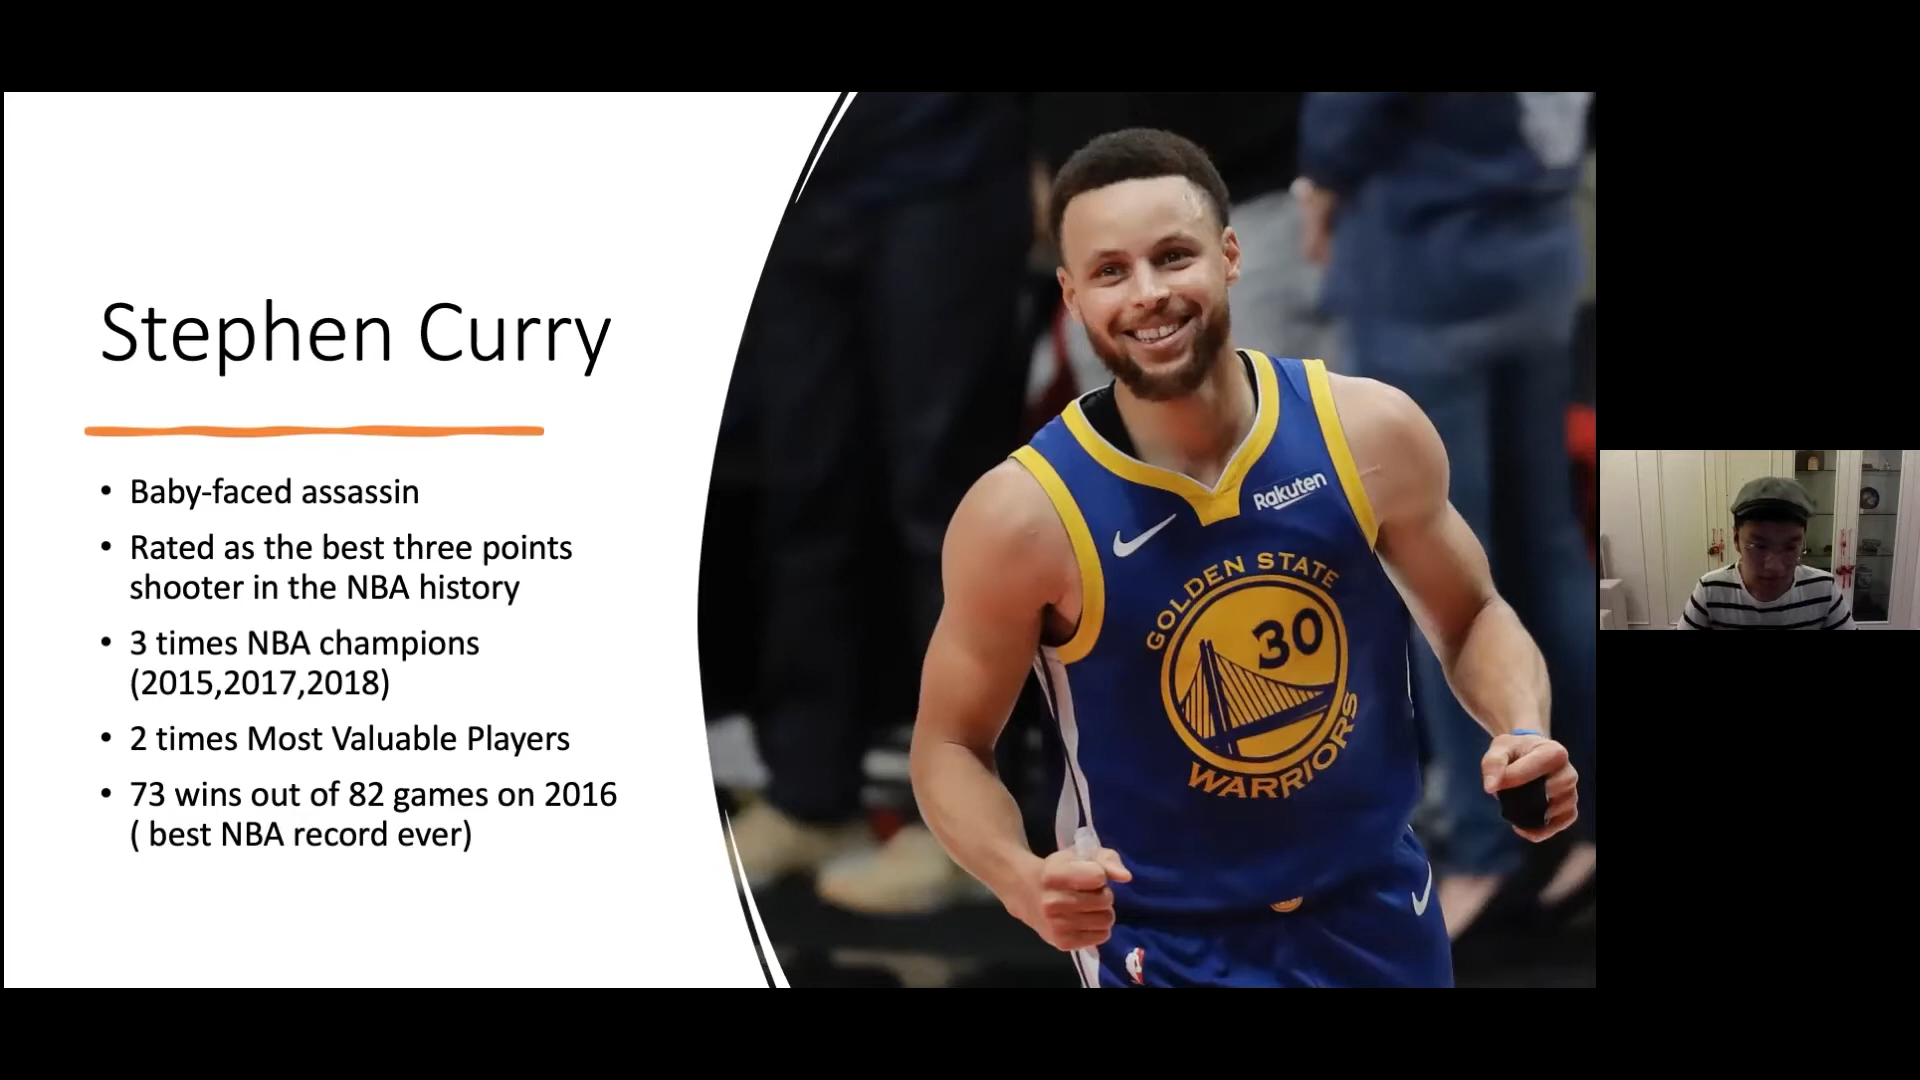 Stephen Curry
• Baby-faced assassin
• Rated as the best three points
shooter in the NBA history
• 3 times NBA champions
(2015,2017,2018)
• 2 times Most Valuable Players
• 73 wins out of 82 games on 2016
( best NBA record ever)
Rakuten
GOLDEN STATE
30
WARRIORS